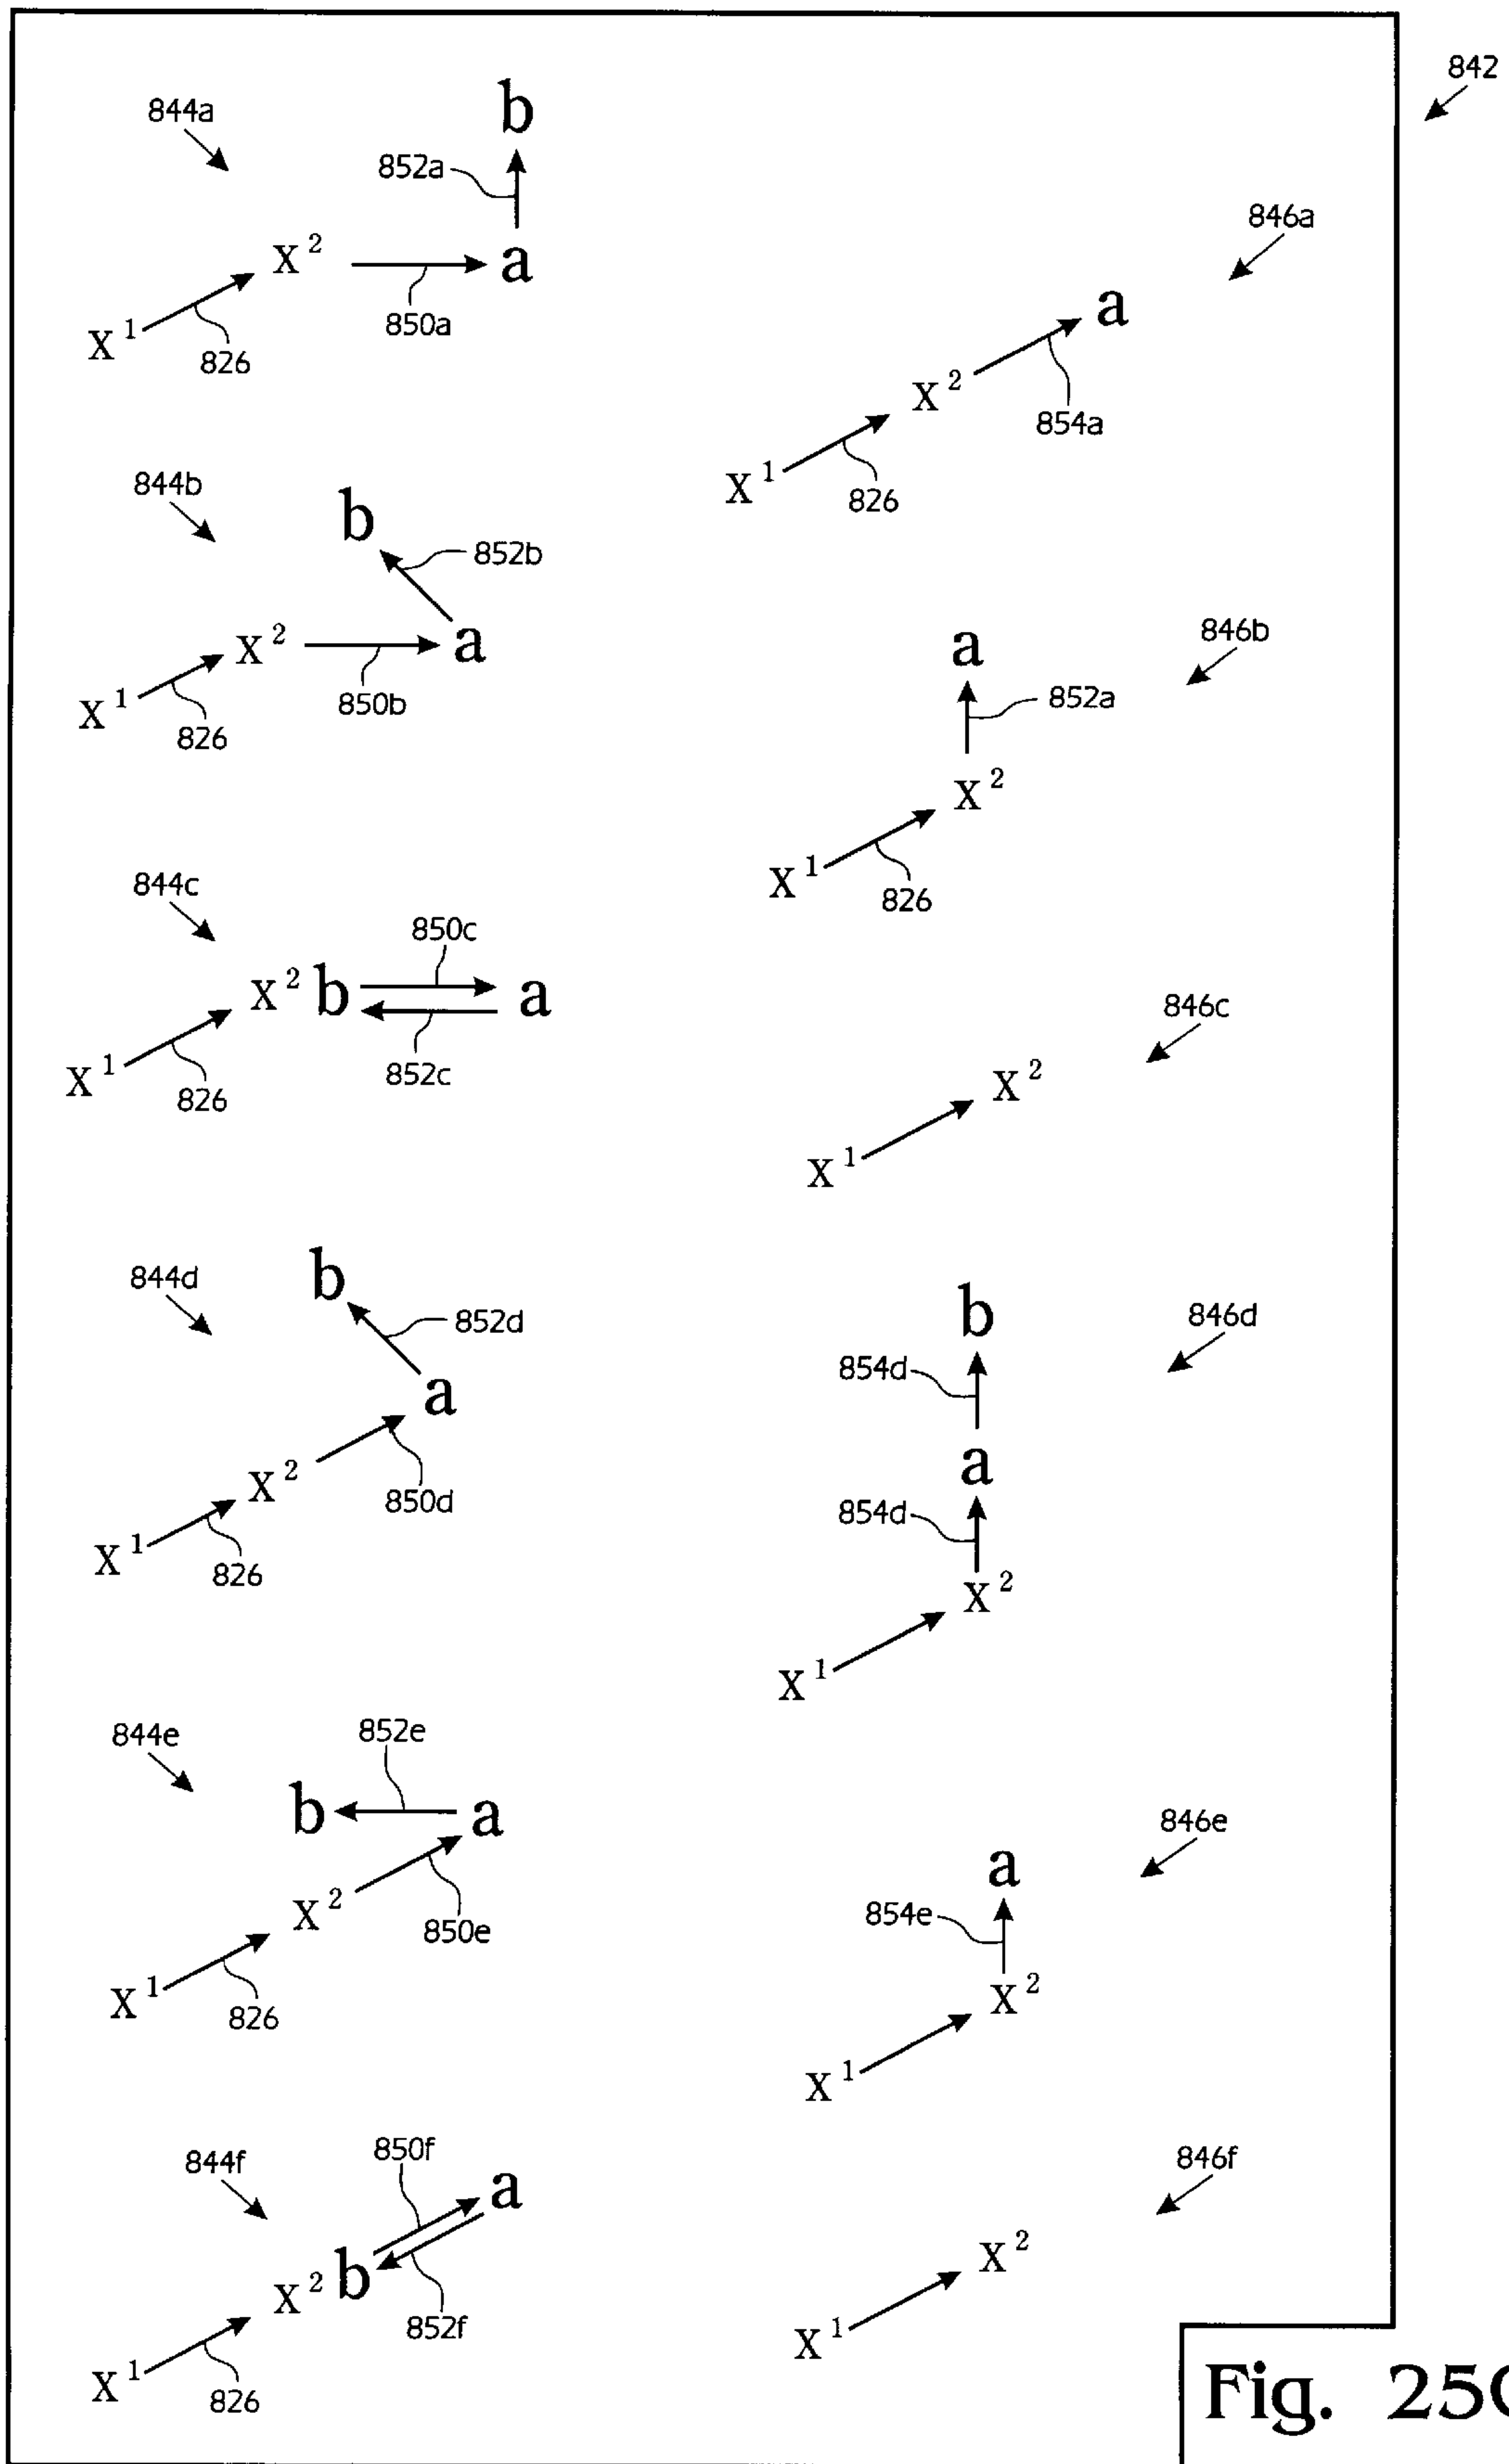 842
844a
b
852a
x 2
a
850a
x 1
826
846a
a
x 2
854a
x 1
826
844b
b
852b
x 2
a
850b
x 1
826
846b
a
852a
x 2
x 1
826
844c
850c
x 2 b a
852c
x 1
826
846c
x 2
x 1
844d
b
852d
a
x 2
850d
x 1
826
846d
b
854d
a
854d
x 2
x 1
844e
852e
b a
x 2
850e
x 1
826
846e
a
854e
x 2
x 1
844f
850f
a
x 2 b
852f
x 1
826
846f
x 2
x 1
Fig. 25